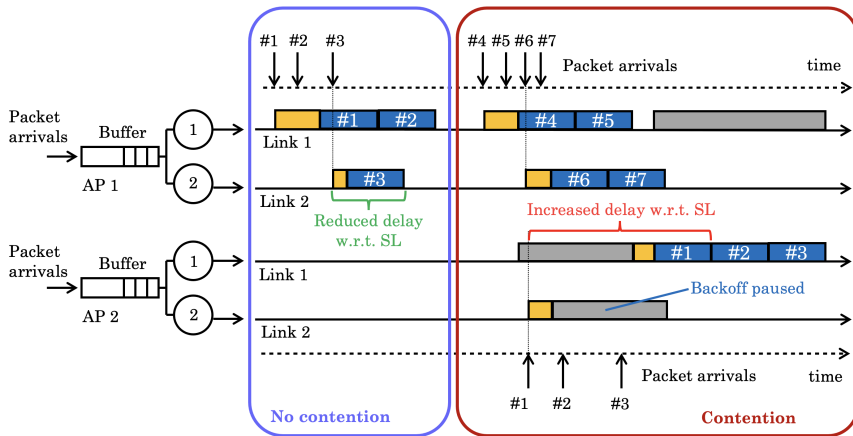 #1 #2 #3
#4 #5 #6 #7
Packet arrivals
time
Packet
arrivals
Buffer
AP 1
1
2
#1 #2
Link 1
#4 #5
#3
Link 2
#6 #7
Reduced delay
w.r.t. SL
Increased delay w.r.t. SL
Packet
arrivals
Buffer
AP 2
1
2
Link 1
#1 #2 #3
Backoff paused
Link 2
Packet arrivals
time
#1 #2 #3
No contention
Contention